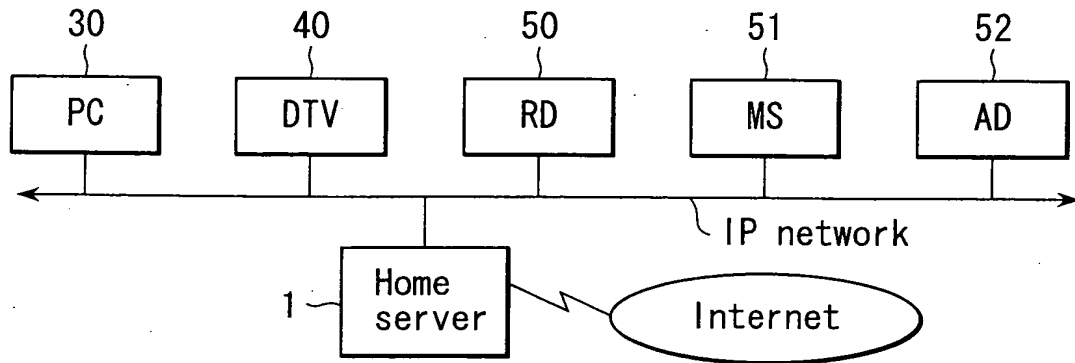 30
40
50
51
52
PC
DTV
RD
MS
AD
IP network
1
Home
server
Internet